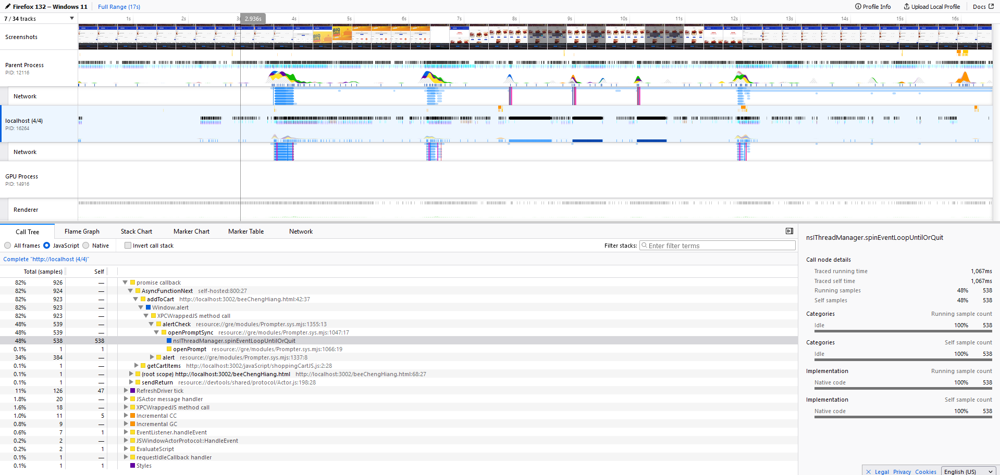 Firefox 132 – Windows 11 Full Range (17s) Profile Info Upload Local Profile Docs
7 / 34 tracks 1s 2s 3s 2.936s 4s 5s 6s 7s 8s 9s 10s 11s 12s 13s 14s 15s 16s
Screenshots
BIG SALE BIG SALE
Parent Process
PID: 12116
Network
localhost (4/4)
PID: 16264
Network
GPU Process
PID: 14916
Renderer
Call Tree Flame Graph Stack Chart Marker Chart Marker Table Network
All frames JavaScript Native Invert call stack Filter stacks: Enter filter terms
Complete "http://localhost (4/4)"
Total (samples) Self
82% 926 — promise callback
82% 924 — AsyncFunctionNext self-hosted:800:27
82% 923 — addToCart http://localhost:3002/beeChengHiang.html:42:37
82% 923 — Window.alert
82% 923 — XPCWrappedJS method call
48% 539 — alertCheck resource://gre/modules/Prompter.sys.mjs:1355:13
48% 539 — openPromptSync resource://gre/modules/Prompter.sys.mjs:1047:17
48% 538 538 nsIThreadManager.spinEventLoopUntilOrQuit
0.1% 1 1 openPrompt resource://gre/modules/Prompter.sys.mjs:1066:19
34% 384 — alert resource://gre/modules/Prompter.sys.mjs:1337:8
0.1% 1 — getCartItems http://localhost:3002/javaScript/shoppingCartJS.js:2:28
0.1% 1 — (root scope) http://localhost:3002/beeChengHiang.html http://localhost:3002/beeChengHiang.html:68:27
0.1% 1 — sendReturn resource://devtools/shared/protocol/Actor.js:198:28
11% 126 47 RefreshDriver tick
1.8% 20 — JSActor message handler
1.6% 18 — XPCWrappedJS method call
1.0% 11 5 Incremental CC
0.8% 9 — Incremental GC
0.6% 7 1 EventListener.handleEvent
0.2% 2 — JSWindowActorProtocol::HandleEvent
0.2% 2 1 EvaluateScript
0.1% 1 — requestIdleCallback handler
0.1% 1 1 Styles
nsIThreadManager.spinEventLoopUntilOrQuit
Call node details
Traced running time 1,067ms
Traced self time 1,067ms
Running samples 48% 538
Self samples 48% 538
Categories Running sample count
Idle 100% 538
Categories Self sample count
Idle 100% 538
Implementation Running sample count
Native code 100% 538
Implementation Self sample count
Native code 100% 538
Legal Privacy Cookies English (US)